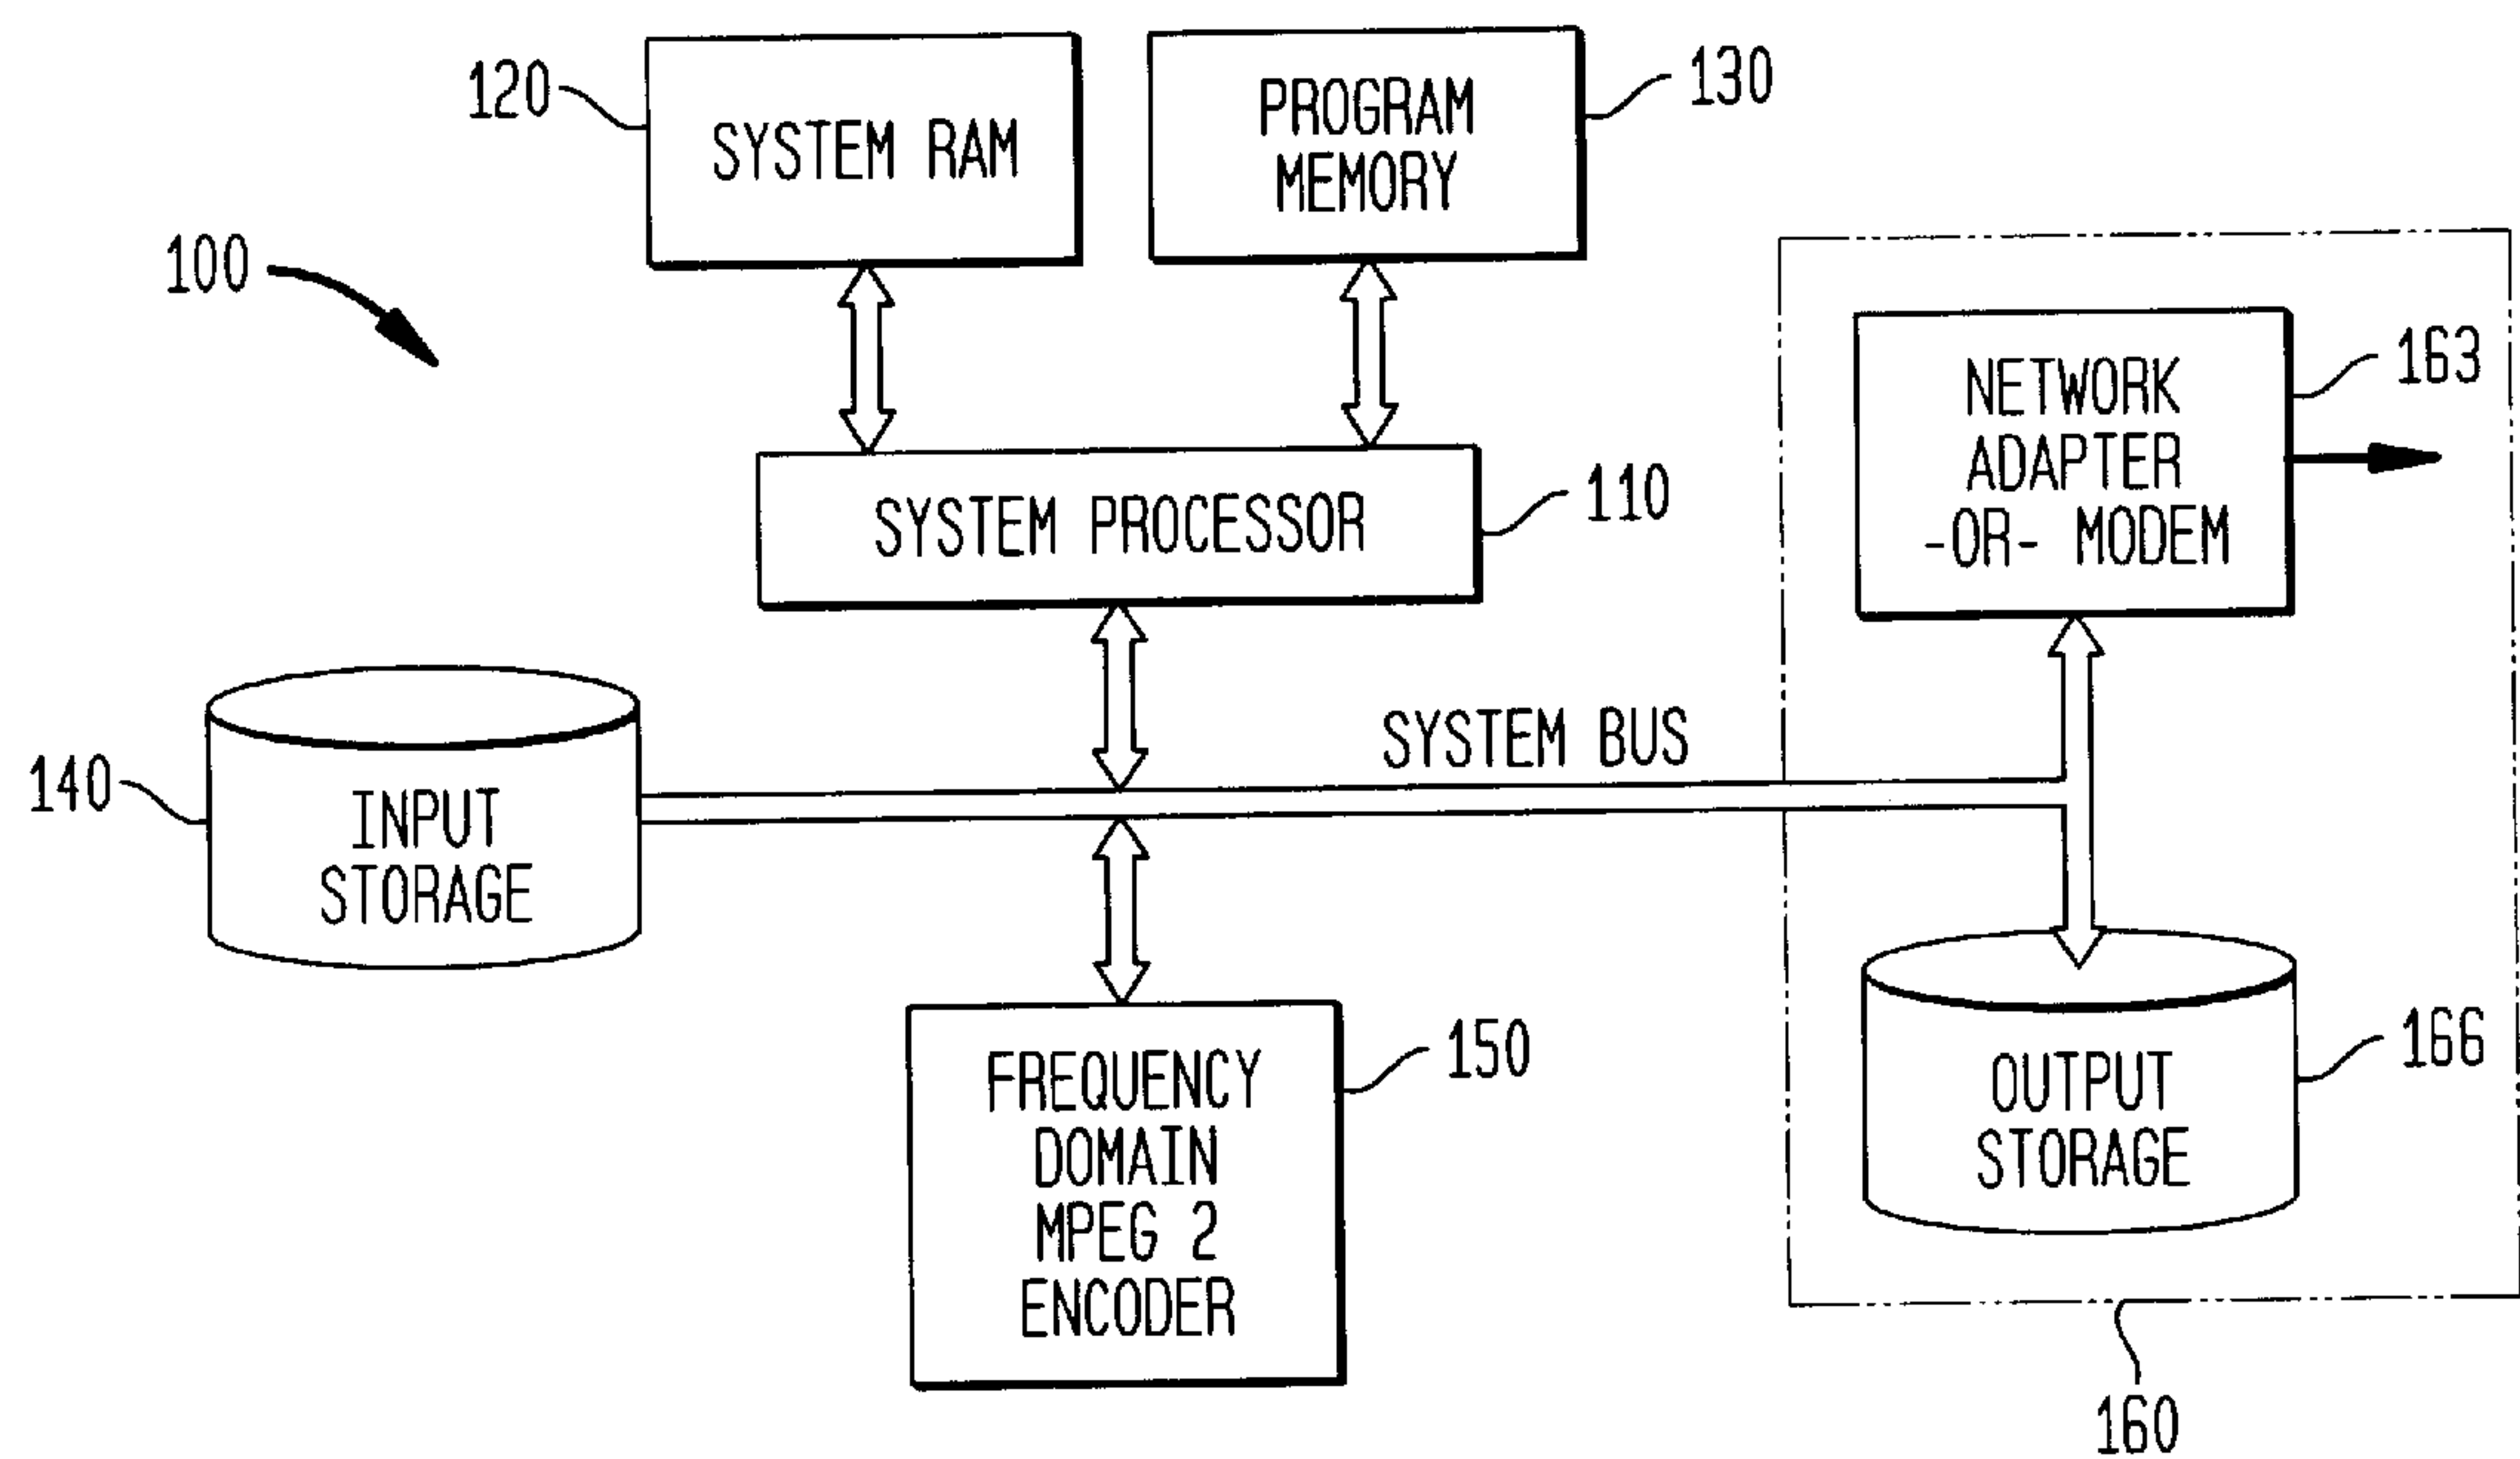 120
SYSTEM RAM
PROGRAM
MEMORY
130
100
SYSTEM PROCESSOR
110
NETWORK
ADAPTER
-OR- MODEM
163
140
INPUT
STORAGE
SYSTEM BUS
FREQUENCY
DOMAIN
MPEG 2
ENCODER
150
OUTPUT
STORAGE
166
160